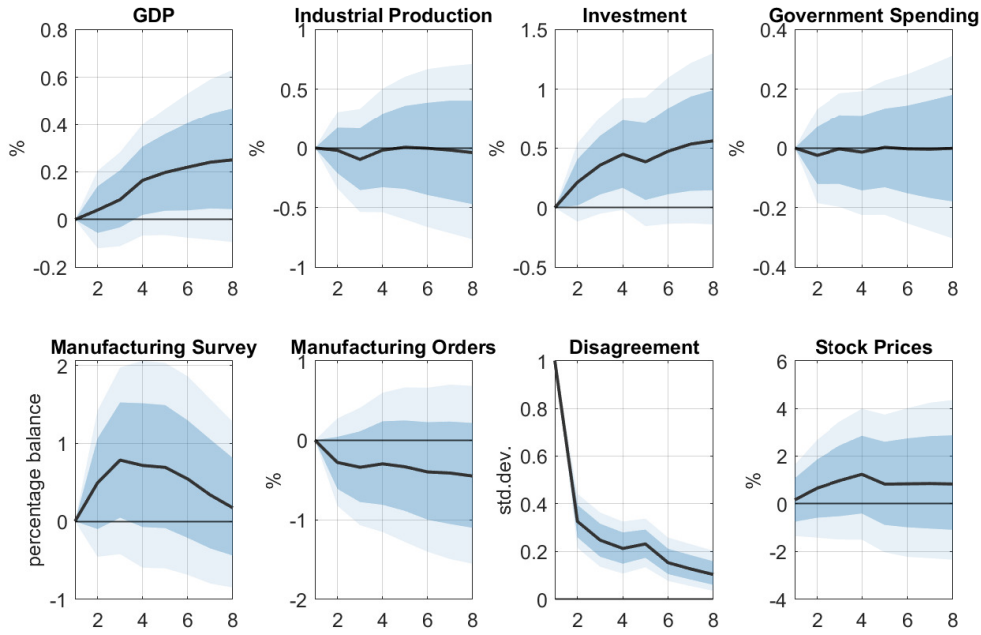 GDP
0.8
0.6
0.4
0.2
0
-0.2
%
2 4 6 8
Industrial Production
1
0.5
0
-0.5
-1
%
2 4 6 8
Investment
1.5
1
0.5
0
-0.5
%
2 4 6 8
Government Spending
0.4
0.2
0
-0.2
-0.4
%
2 4 6 8
Manufacturing Survey
2
1
0
-1
percentage balance
2 4 6 8
Manufacturing Orders
1
0
-1
-2
%
2 4 6 8
Disagreement
1
0.8
0.6
0.4
0.2
0
std.dev.
2 4 6 8
Stock Prices
6
4
2
0
-2
-4
%
2 4 6 8